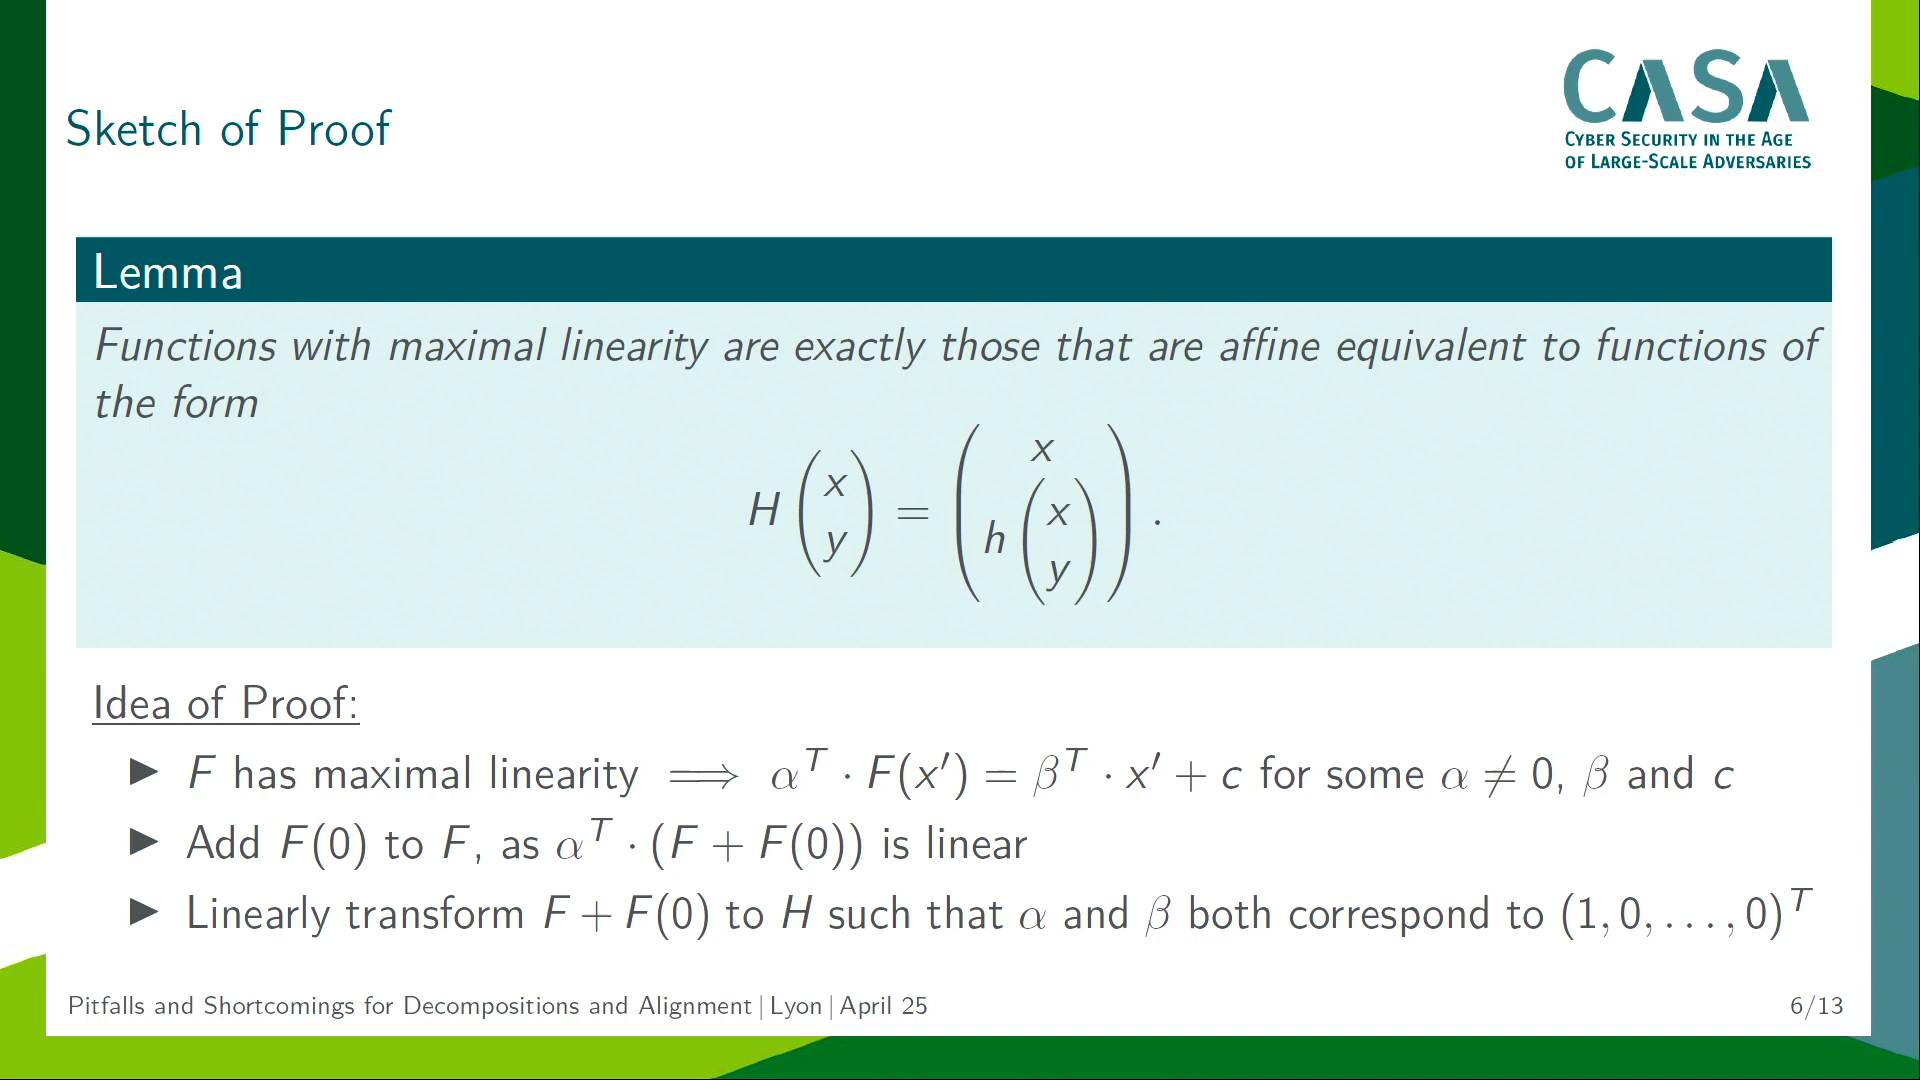 CASA
CYBER SECURITY IN THE AGE
OF LARGE-SCALE ADVERSARIES
Sketch of Proof
Lemma
Functions with maximal linearity are exactly those that are affine equivalent to functions of
the form
H(x y) = (x h(x y)).
Idea of Proof:
▶ F has maximal linearity ⟹ α^T · F(x′) = β^T · x′ + c for some α ≠ 0, β and c
▶ Add F(0) to F, as α^T · (F + F(0)) is linear
▶ Linearly transform F + F(0) to H such that α and β both correspond to (1, 0, . . . , 0)^T
Pitfalls and Shortcomings for Decompositions and Alignment | Lyon | April 25
6/13